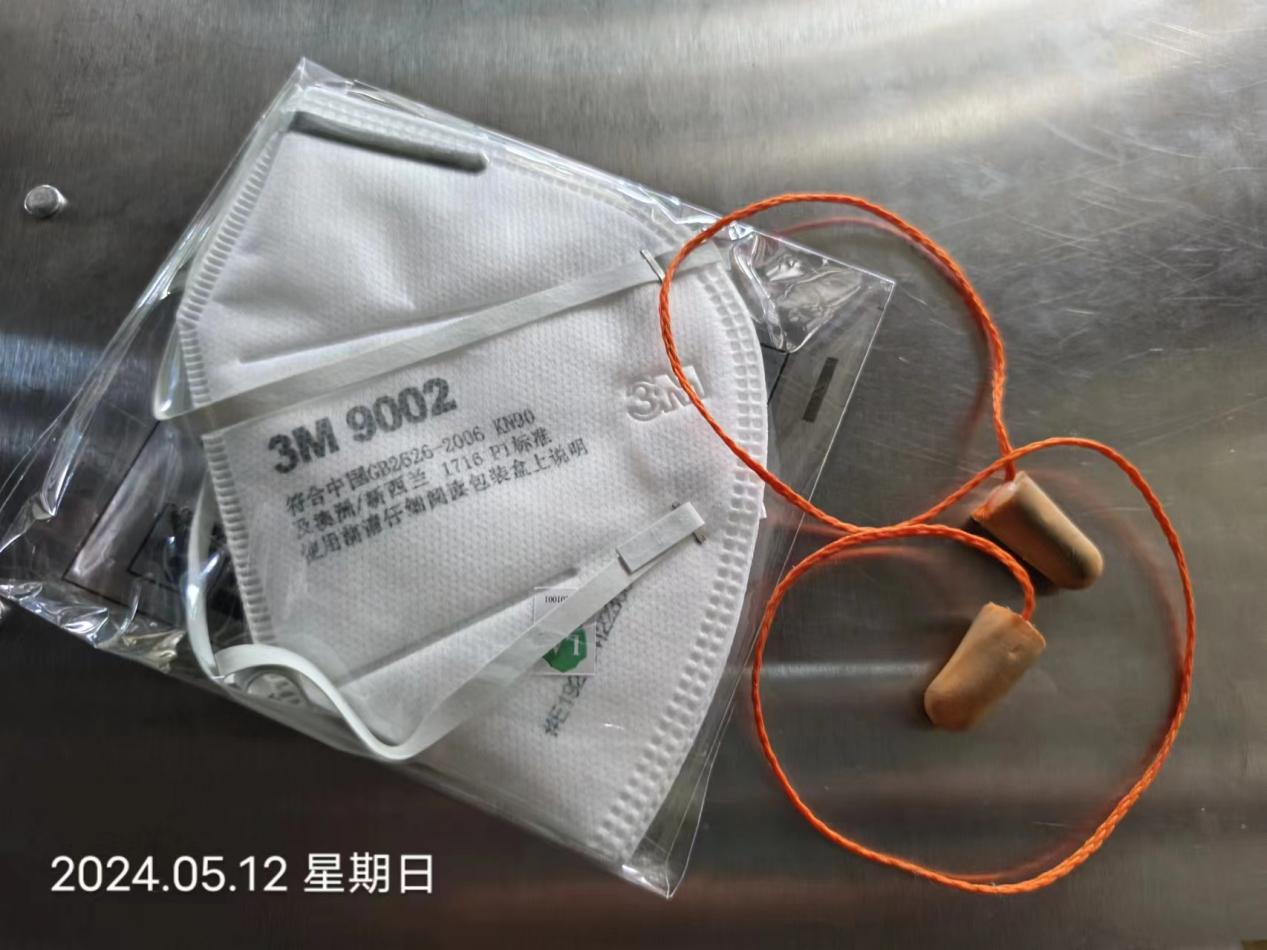 3M
3M 9002
符合中国GB2626-2006 KN90
及澳洲/新西兰 1716 P1标准
使用前请仔细阅读包装盒上说明
LA
2024.05.12 星期日